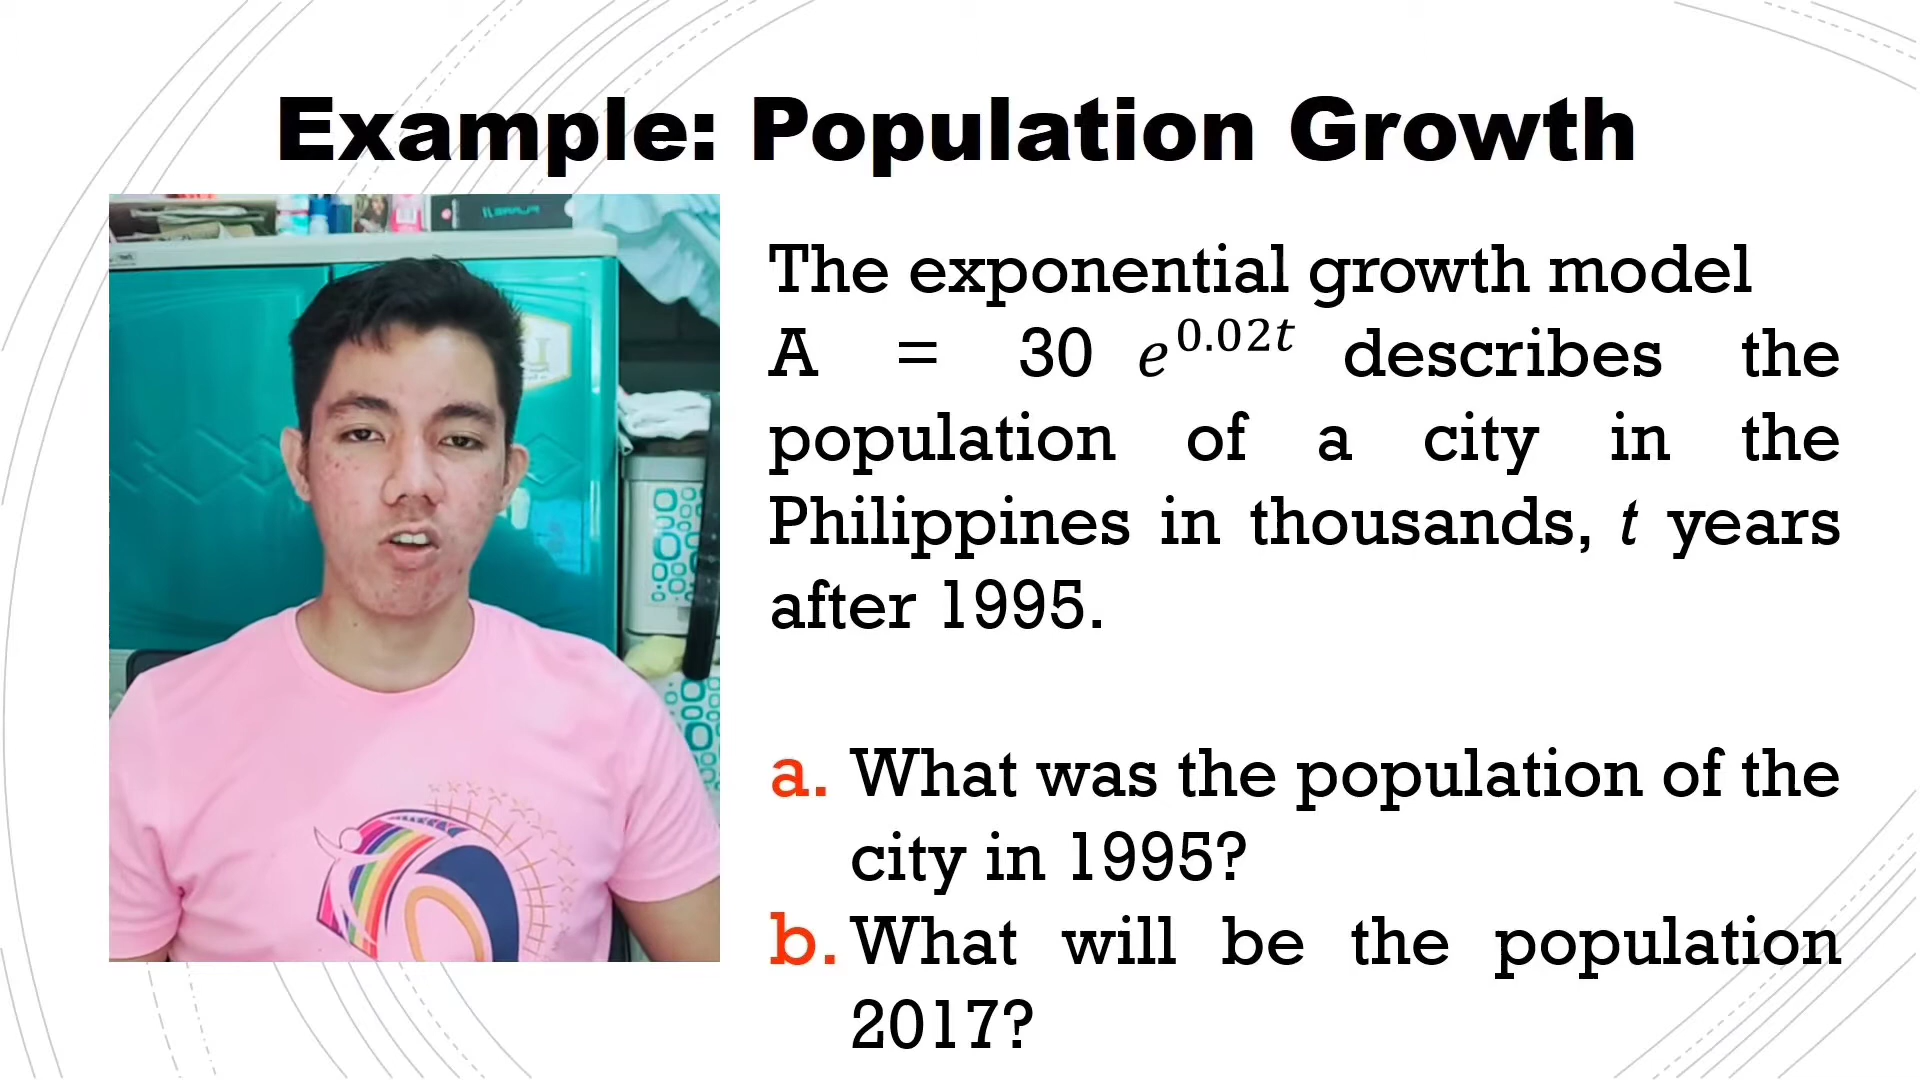 Example: Population Growth
The exponential growth model
A = 30 e^0.02t describes the
population of a city in the
Philippines in thousands, t years
after 1995.
a. What was the population of the
city in 1995?
b. What will be the population
2017?